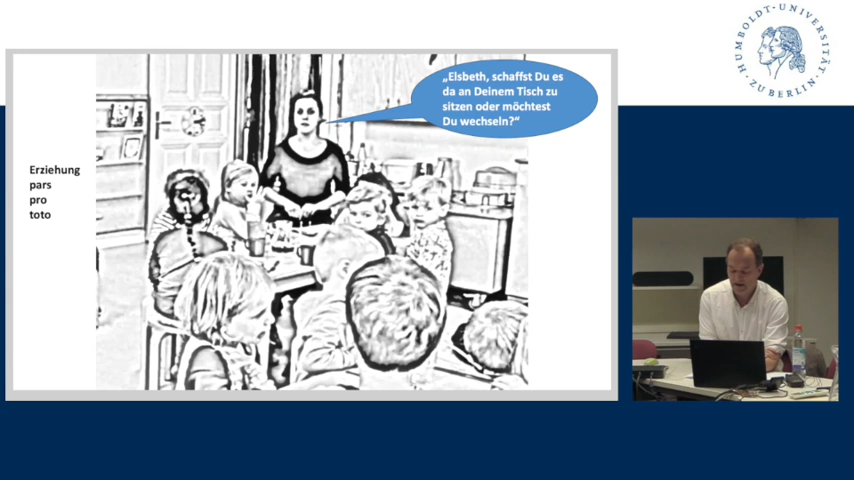 HUMBOLDT-UNIVERSITÄT
ZU BERLIN
„Elsbeth, schaffst Du es
da an Deinem Tisch zu
sitzen oder möchtest
Du wechseln?“
Erziehung
pars
pro
toto